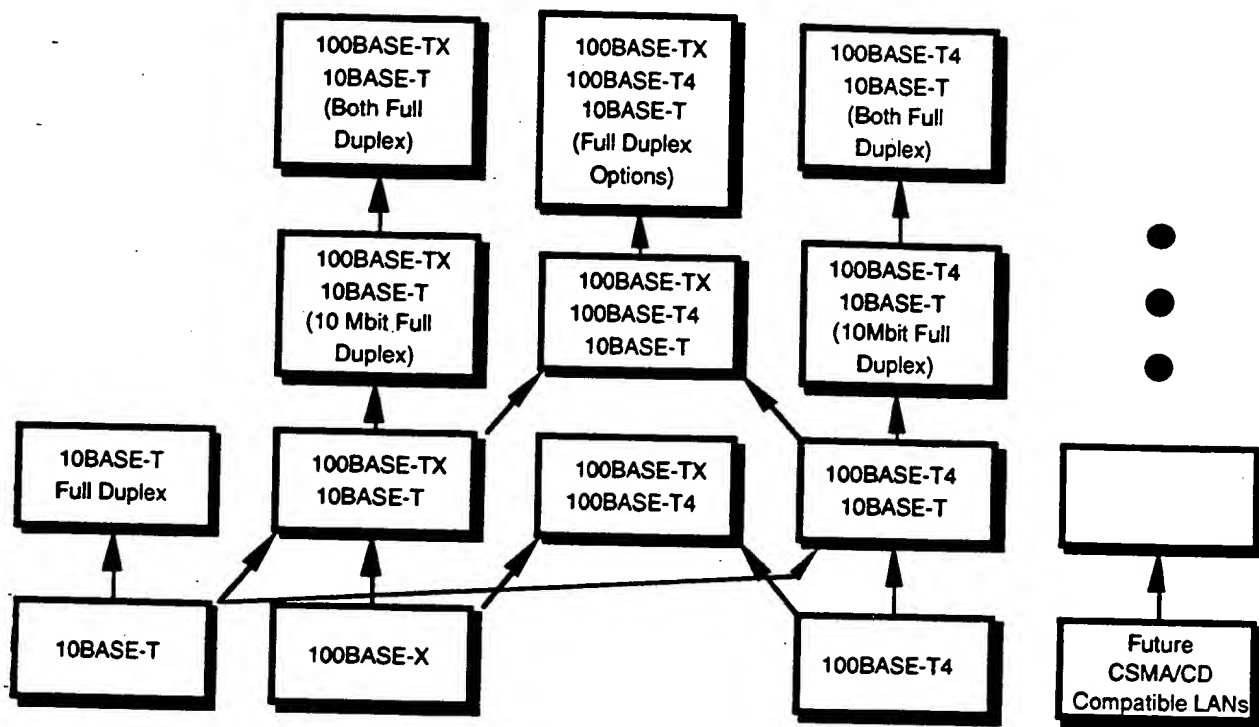 100BASE-TX
10BASE-T
(Both Full
Duplex)
100BASE-TX
100BASE-T4
10BASE-T
(Full Duplex
Options)
100BASE-T4
10BASE-T
(Both Full
Duplex)
100BASE-TX
10BASE-T
(10 Mbit Full
Duplex)
100BASE-TX
100BASE-T4
10BASE-T
100BASE-T4
10BASE-T
(10Mbit Full
Duplex)
10BASE-T
Full Duplex
100BASE-TX
10BASE-T
100BASE-TX
100BASE-T4
100BASE-T4
10BASE-T
10BASE-T
100BASE-X
100BASE-T4
Future
CSMA/CD
Compatible LANs